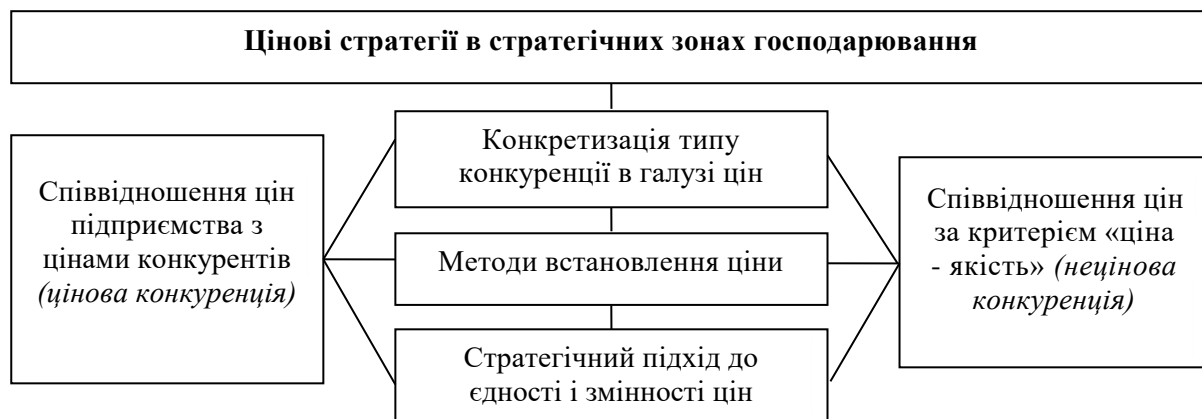 Цінові стратегії в стратегічних зонах господарювання
Співвідношення цін
підприємства з
цінами конкурентів
(цінова конкуренція)
Конкретизація типу
конкуренції в галузі цін
Методи встановлення ціни
Стратегічний підхід до
єдності і змінності цін
Співвідношення цін
за критерієм «ціна
- якість» (нецінова
конкуренція)